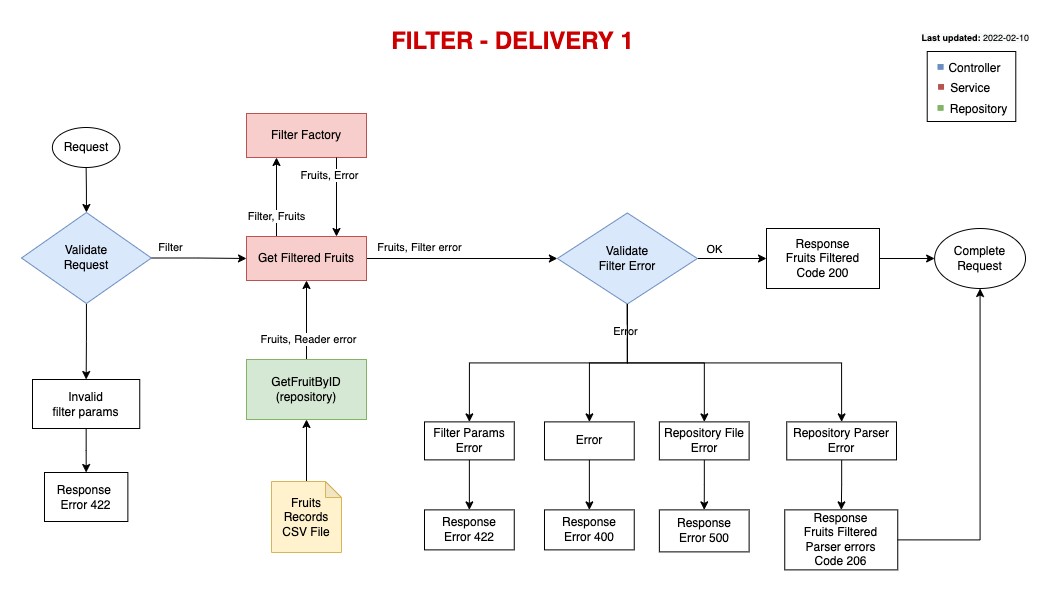 FILTER - DELIVERY 1
Last updated: 2022-02-10
Controller
Service
Repository
Request
Filter Factory
Fruits, Error
Filter, Fruits
Validate
Request
Filter
Get Filtered Fruits
Fruits, Filter error
Validate
Filter Error
OK
Response
Fruits Filtered
Code 200
Complete
Request
Error
Fruits, Reader error
GetFruitByID
(repository)
Invalid
filter params
Response
Error 422
Fruits
Records
CSV File
Filter Params
Error
Error
Repository File
Error
Repository Parser
Error
Response
Error 422
Response
Error 400
Response
Error 500
Response
Fruits Filtered
Parser errors
Code 206